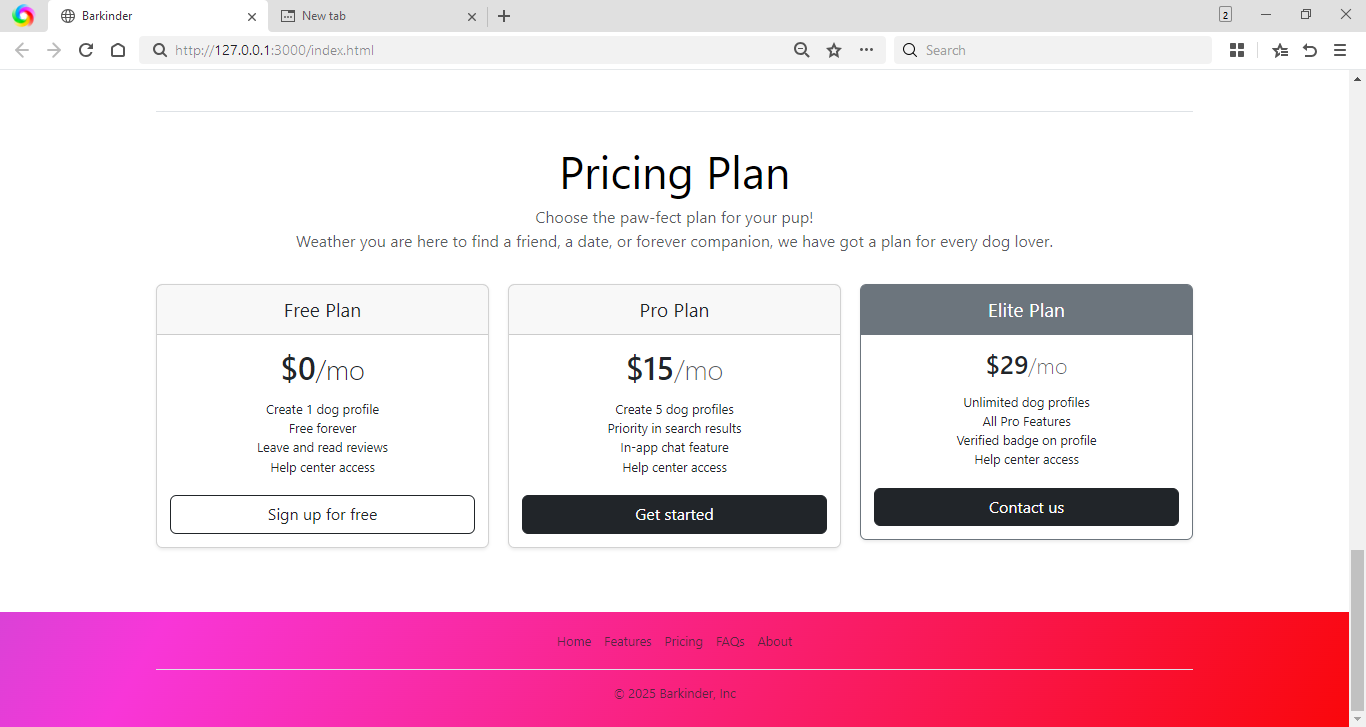 Barkinder
New tab
2
http://127.0.0.1:3000/index.html
Search
Pricing Plan
Choose the paw-fect plan for your pup!
Weather you are here to find a friend, a date, or forever companion, we have got a plan for every dog lover.
Free Plan
$0/mo
Create 1 dog profile
Free forever
Leave and read reviews
Help center access
Sign up for free
Pro Plan
$15/mo
Create 5 dog profiles
Priority in search results
In-app chat feature
Help center access
Get started
Elite Plan
$29/mo
Unlimited dog profiles
All Pro Features
Verified badge on profile
Help center access
Contact us
Home Features Pricing FAQs About
© 2025 Barkinder, Inc